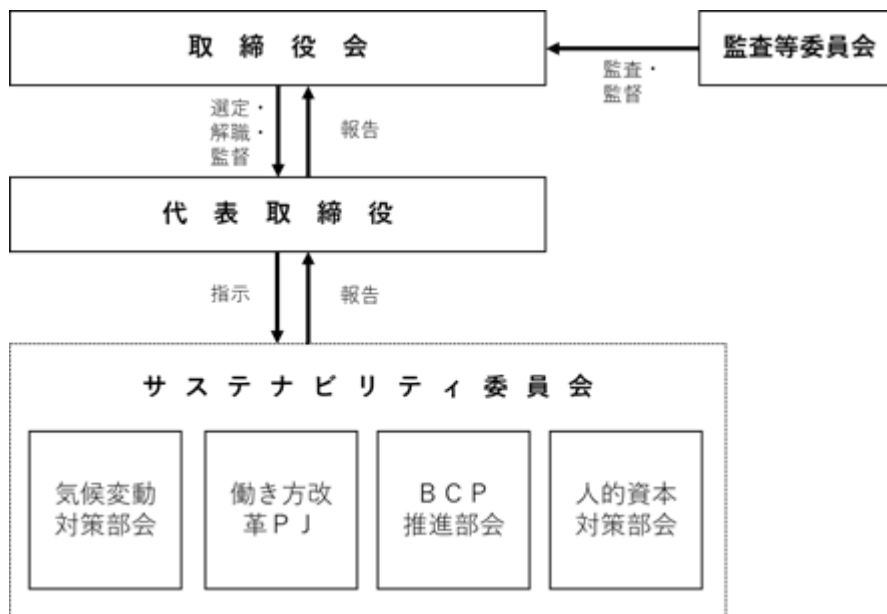 取締役会
監査等委員会
監査・
監督
選定・
解職・
監督
報告
代表取締役
指示
報告
サステナビリティ委員会
気候変動
対策部会
働き方改
革ＰＪ
ＢＣＰ
推進部会
人的資本
対策部会